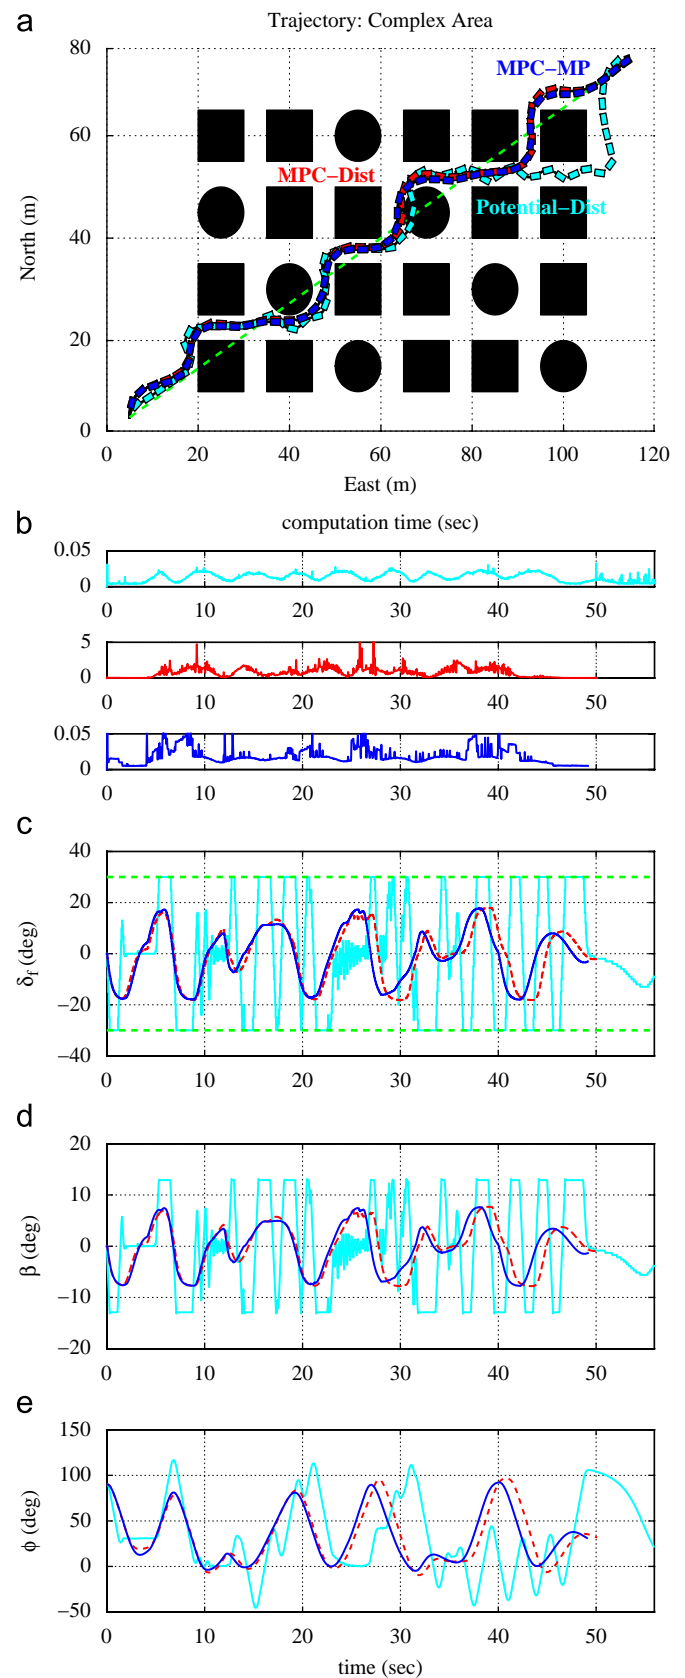 a
Trajectory: Complex Area
80
60
40
20
0
North (m)
MPC−MP
MPC−Dist
Potential−Dist
0 20 40 60 80 100 120
East (m)
b
computation time (sec)
0.05
0
0 10 20 30 40 50
5
0
0 10 20 30 40 50
0.05
0
0 10 20 30 40 50
c
40
20
0
−20
−40
δf (deg)
0 10 20 30 40 50
d
20
10
0
−10
−20
β (deg)
0 10 20 30 40 50
e
150
100
50
0
−50
ϕ (deg)
0 10 20 30 40 50
time (sec)